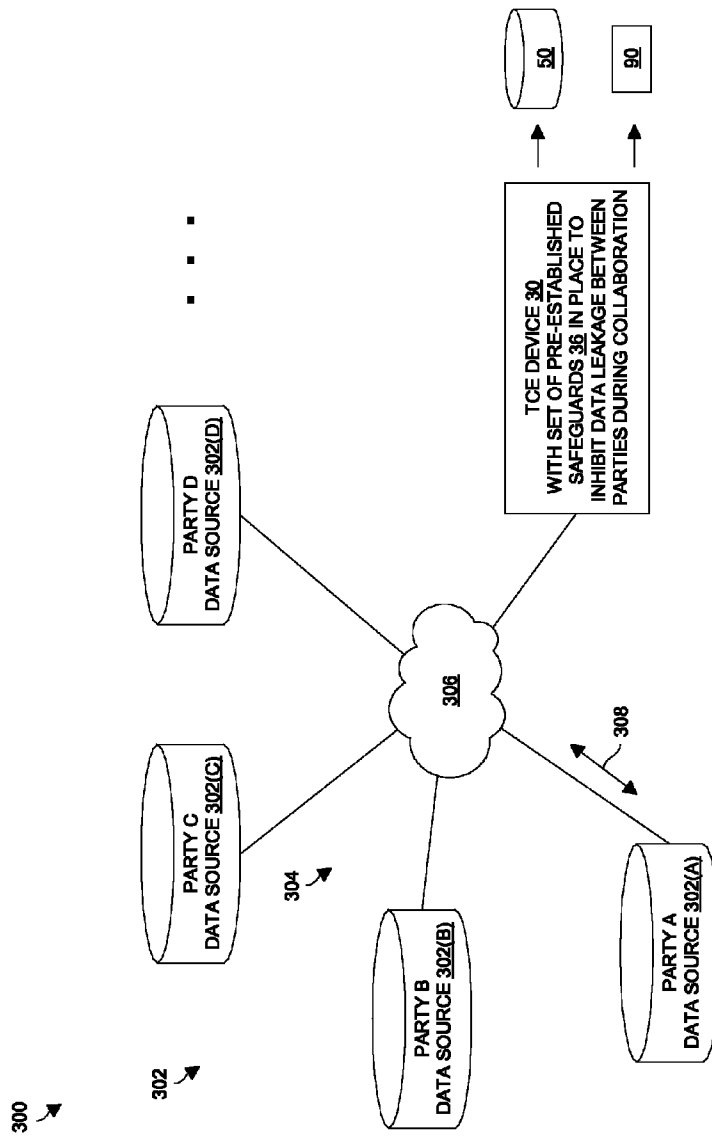 300
302
PARTY C
DATA SOURCE 302(C)
PARTY D
DATA SOURCE 302(D)
. . .
304
PARTY B
DATA SOURCE 302(B)
306
308
PARTY A
DATA SOURCE 302(A)
TCE DEVICE 30
WITH SET OF PRE-ESTABLISHED
SAFEGUARDS 36 IN PLACE TO
INHIBIT DATA LEAKAGE BETWEEN
PARTIES DURING COLLABORATION
50
90